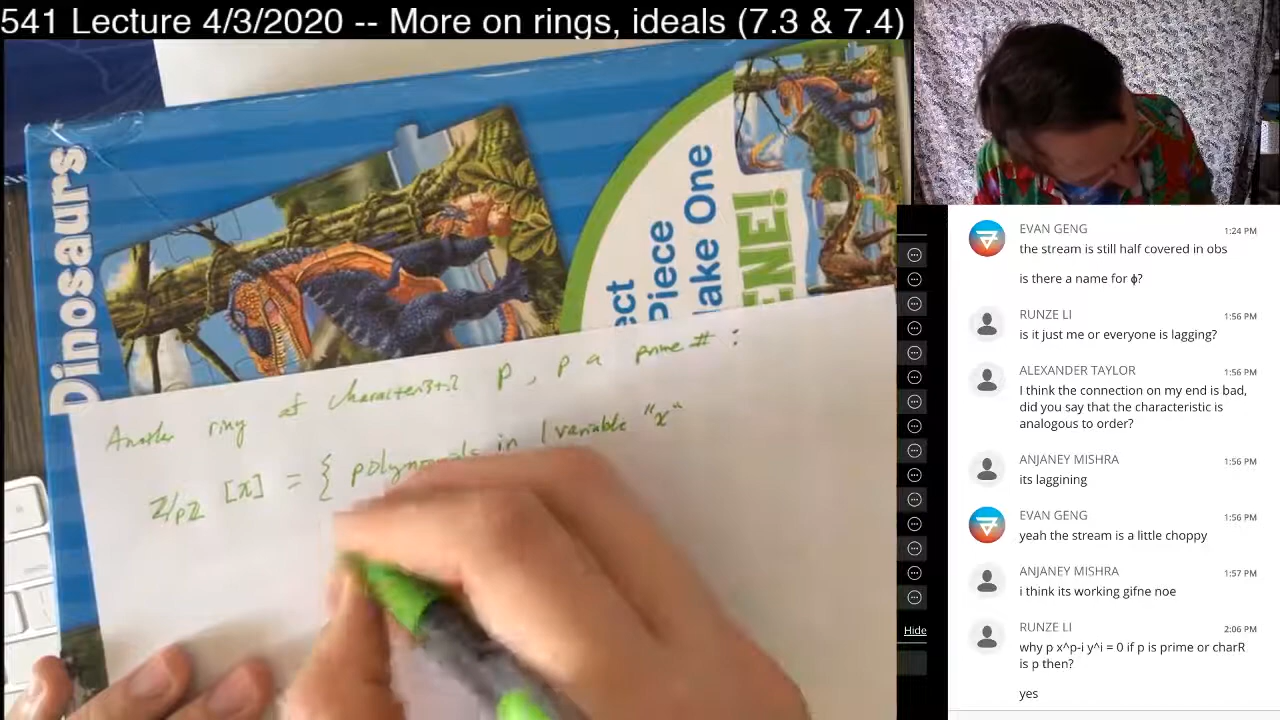 541 Lecture 4/3/2020 -- More on rings, ideals (7.3 & 7.4)
Dinosaurs
ect
Piece
ake One
ENE!
Another ring of characteristic p, p a prime # :
Z/pZ [x] = { polynomials in 1 variable "x"
EVAN GENG 1:24 PM
the stream is still half covered in obs
is there a name for ϕ?
RUNZE LI 1:56 PM
is it just me or everyone is lagging?
ALEXANDER TAYLOR 1:56 PM
I think the connection on my end is bad,
did you say that the characteristic is
analogous to order?
ANJANEY MISHRA 1:56 PM
its laggining
EVAN GENG 1:56 PM
yeah the stream is a little choppy
ANJANEY MISHRA 1:57 PM
i think its working gifne noe
RUNZE LI 2:06 PM
why p x^p-i y^i = 0 if p is prime or charR
is p then?
yes
Hide